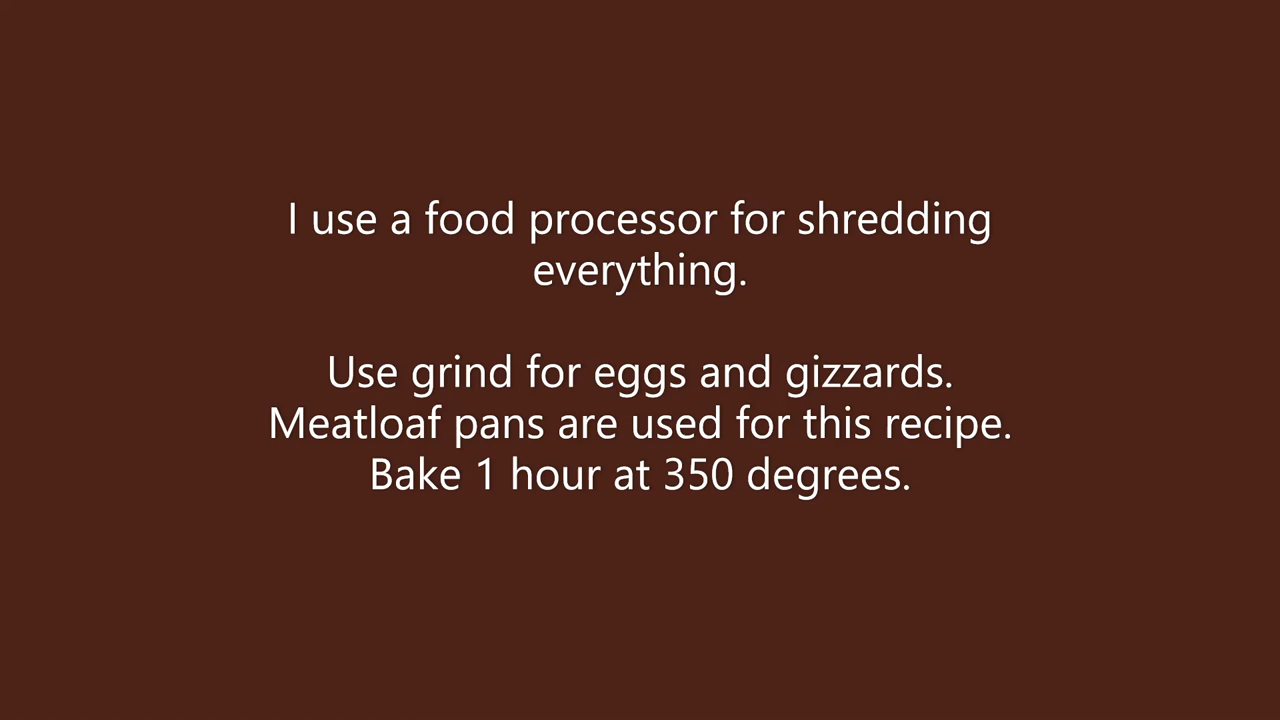 I use a food processor for shredding
everything.
Use grind for eggs and gizzards.
Meatloaf pans are used for this recipe.
Bake 1 hour at 350 degrees.